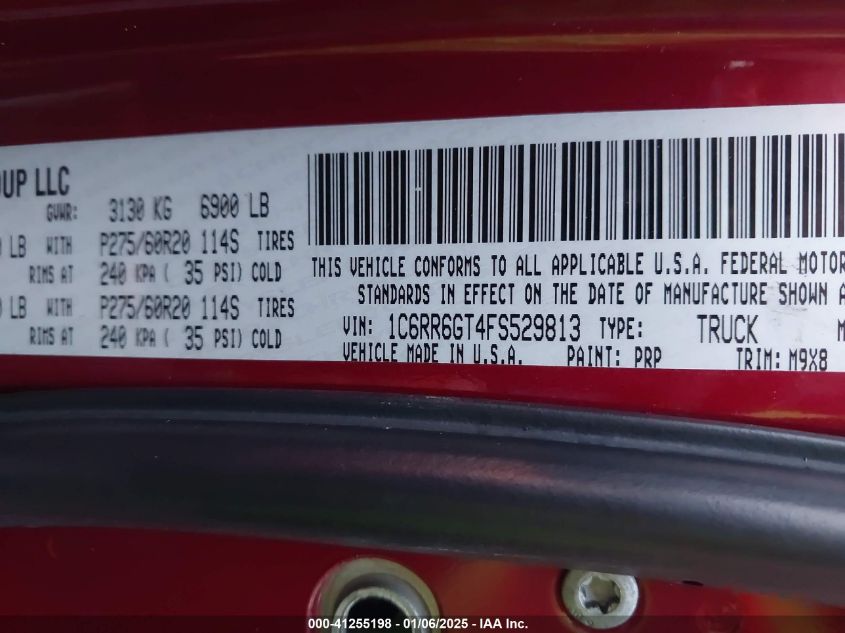 OUP LLC
GVWR: 3130 KG 6900 LB
LB WITH P275/60R20 114S TIRES
RIMS AT 240 KPA ( 35 PSI) COLD
LB WITH P275/60R20 114S TIRES
RIMS AT 240 KPA ( 35 PSI) COLD
THIS VEHICLE CONFORMS TO ALL APPLICABLE U.S.A. FEDERAL MOTOR
STANDARDS IN EFFECT ON THE DATE OF MANUFACTURE SHOWN A
VIN: 1C6RR6GT4FS529813 TYPE: TRUCK M
VEHICLE MADE IN U.S.A. PAINT: PRP TRIM: M9X8
000-41255198 - 01/06/2025 - IAA Inc.